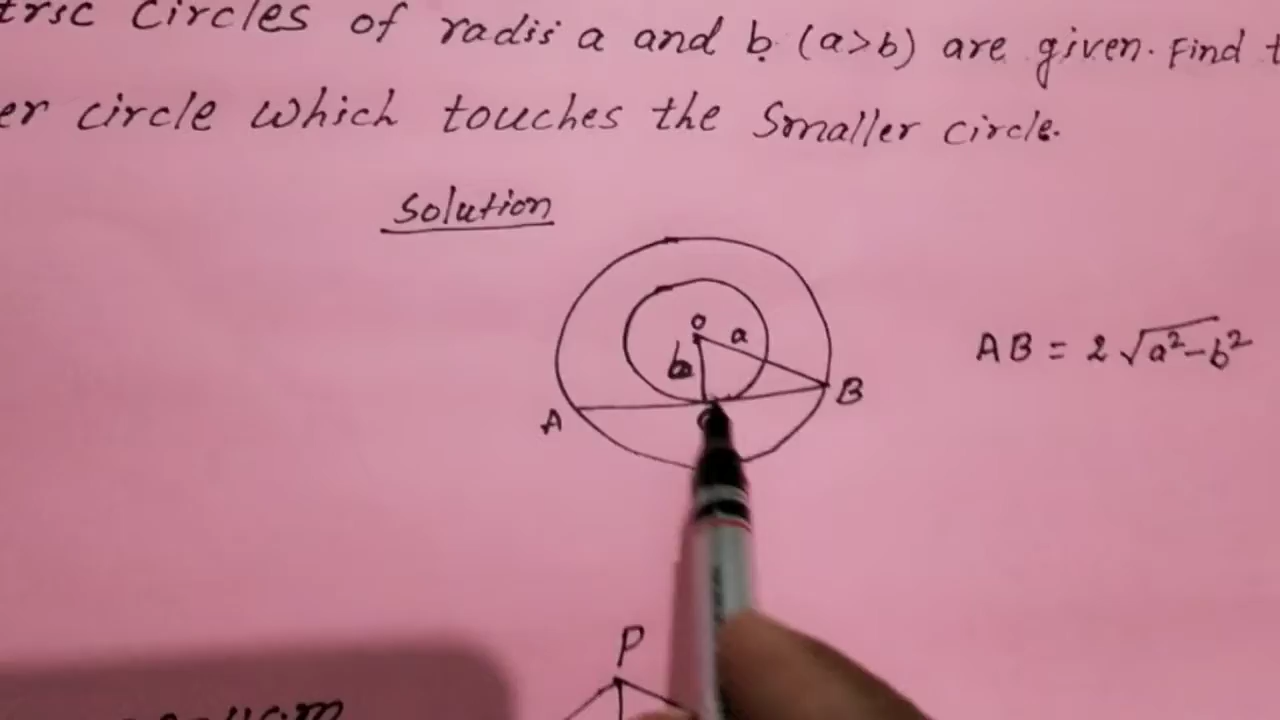 circles of radii a and b (a>b) are given. Find
er circle which touches the smaller circle.
Solution
O
a
b
AB = 2√a²-b²
B
A
P